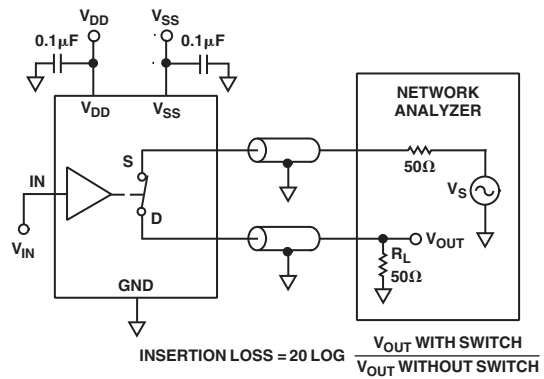 VDD
VSS
0.1µF
0.1µF
VDD
VSS
NETWORK
ANALYZER
S
50Ω
VS
IN
D
VOUT
VIN
RL
50Ω
GND
INSERTION LOSS = 20 LOG VOUT WITH SWITCH
VOUT WITHOUT SWITCH